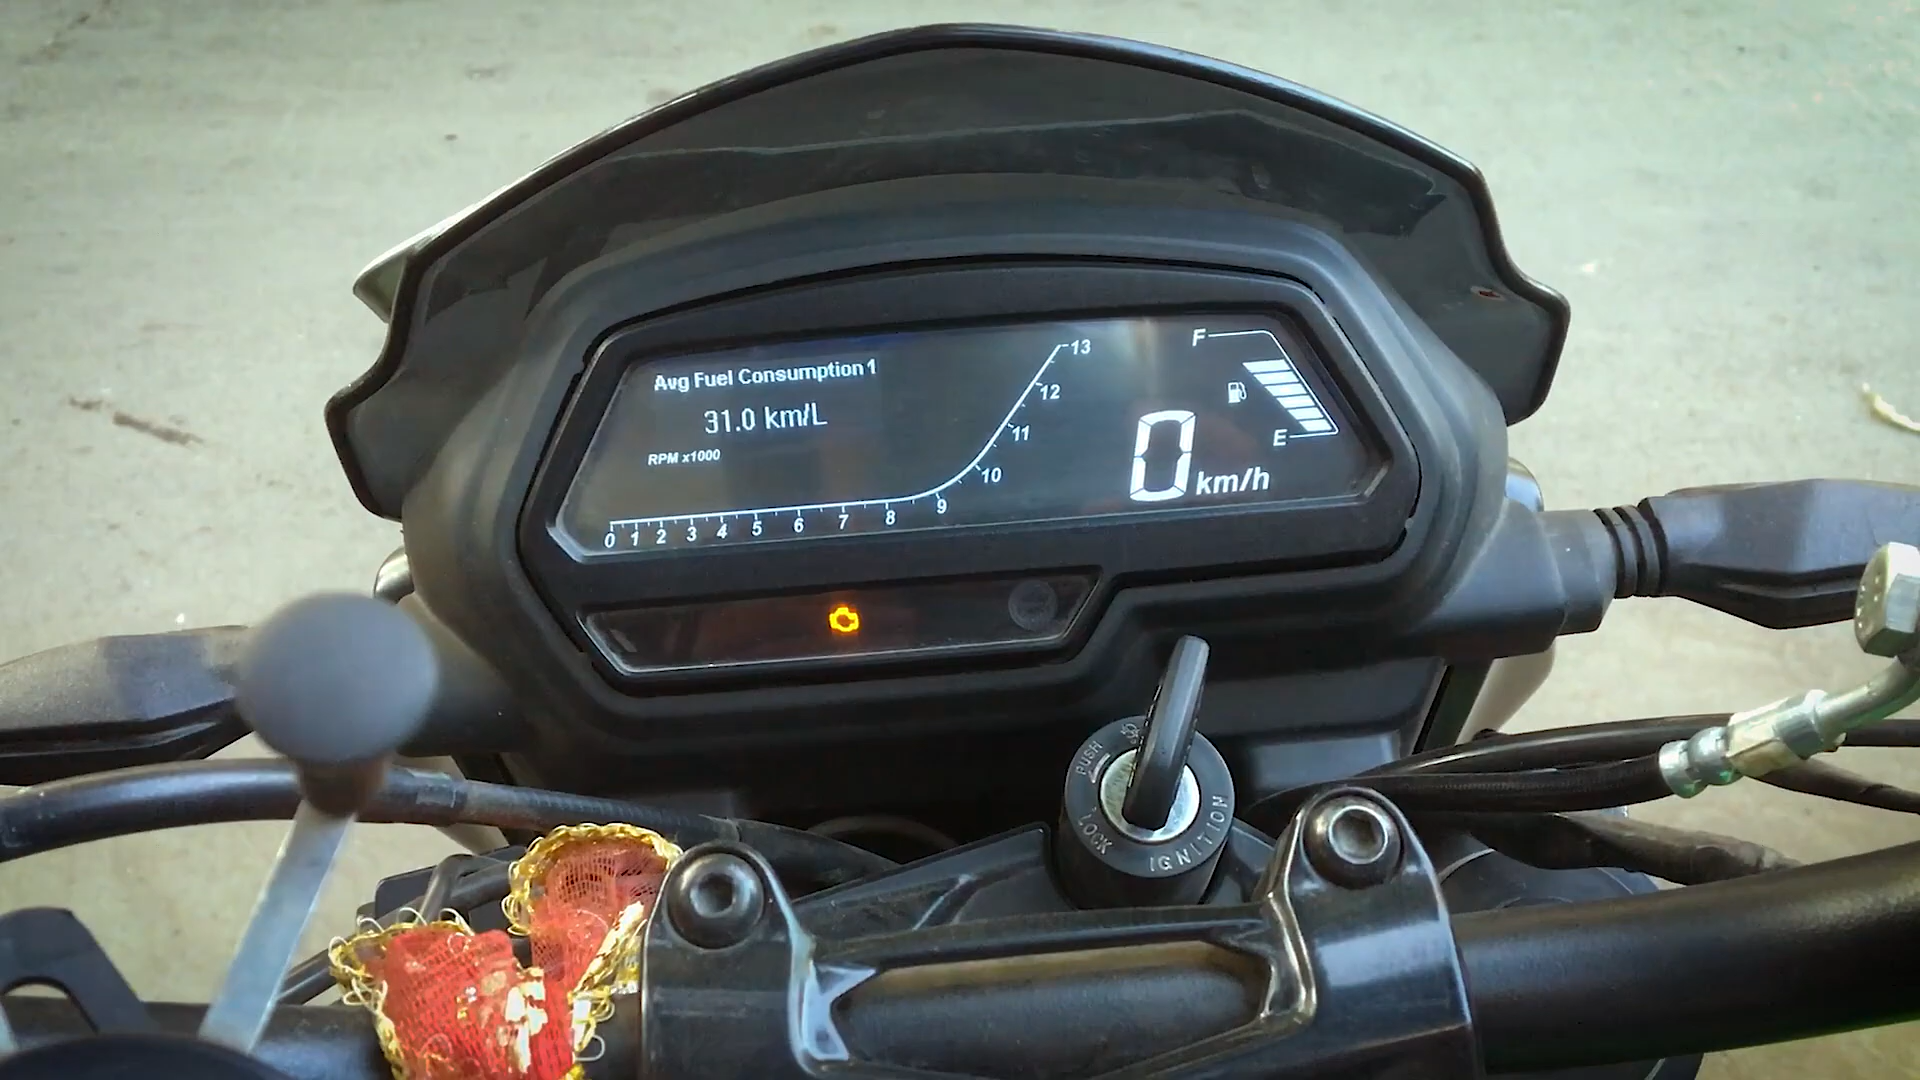 Avg Fuel Consumption 1
31.0 km/L
RPM x1000
0 1 2 3 4 5 6 7 8 9 10 11 12 13
F
E
0 km/h
PUSH
LOCK
IGNITION